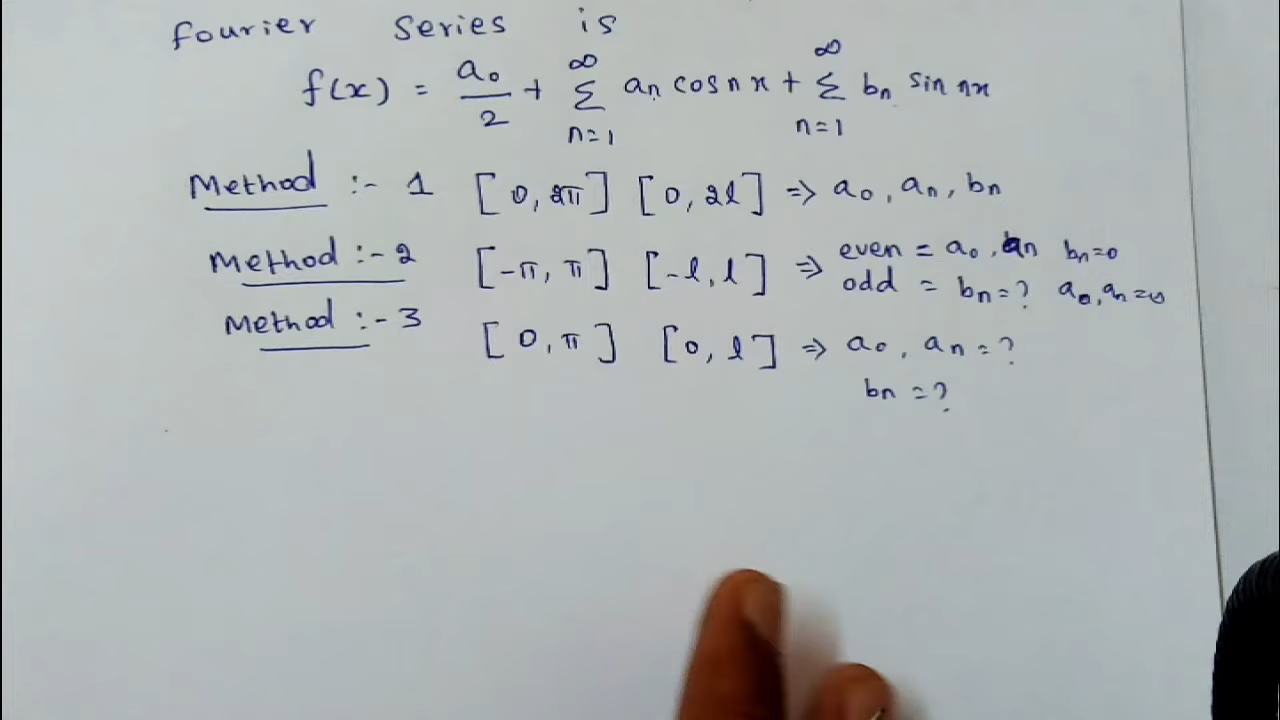 Fourier Series is
f(x) = a₀/2 + ∞ Σ n=1 aₙ cos nx + ∞ Σ n=1 bₙ sin nx
Method :- 1 [0, 2π] [0, 2l] ⇒ a₀, aₙ, bₙ
Method :- 2 [-π, π] [-l, l] ⇒ even = a₀, aₙ bₙ=0
odd = bₙ=? a₀, aₙ=0
Method :- 3 [0, π] [0, l] ⇒ a₀, aₙ=?
bₙ =?